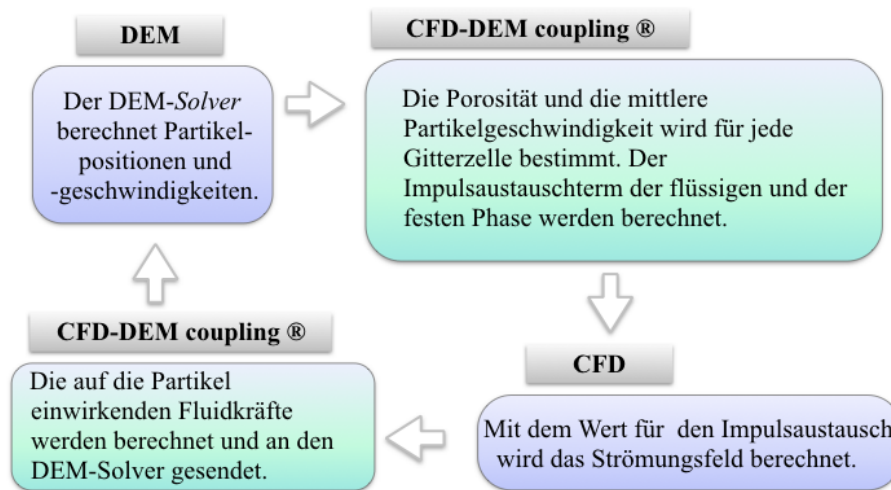 DEM
Der DEM-Solver
berechnet Partikel-
positionen und
-geschwindigkeiten.
CFD-DEM coupling ®
Die Porosität und die mittlere
Partikelgeschwindigkeit wird für jede
Gitterzelle bestimmt. Der
Impulsaustauschterm der flüssigen und der
festen Phase werden berechnet.
CFD
Mit dem Wert für den Impulsaustausch
wird das Strömungsfeld berechnet.
CFD-DEM coupling ®
Die auf die Partikel
einwirkenden Fluidkräfte
werden berechnet und an den
DEM-Solver gesendet.